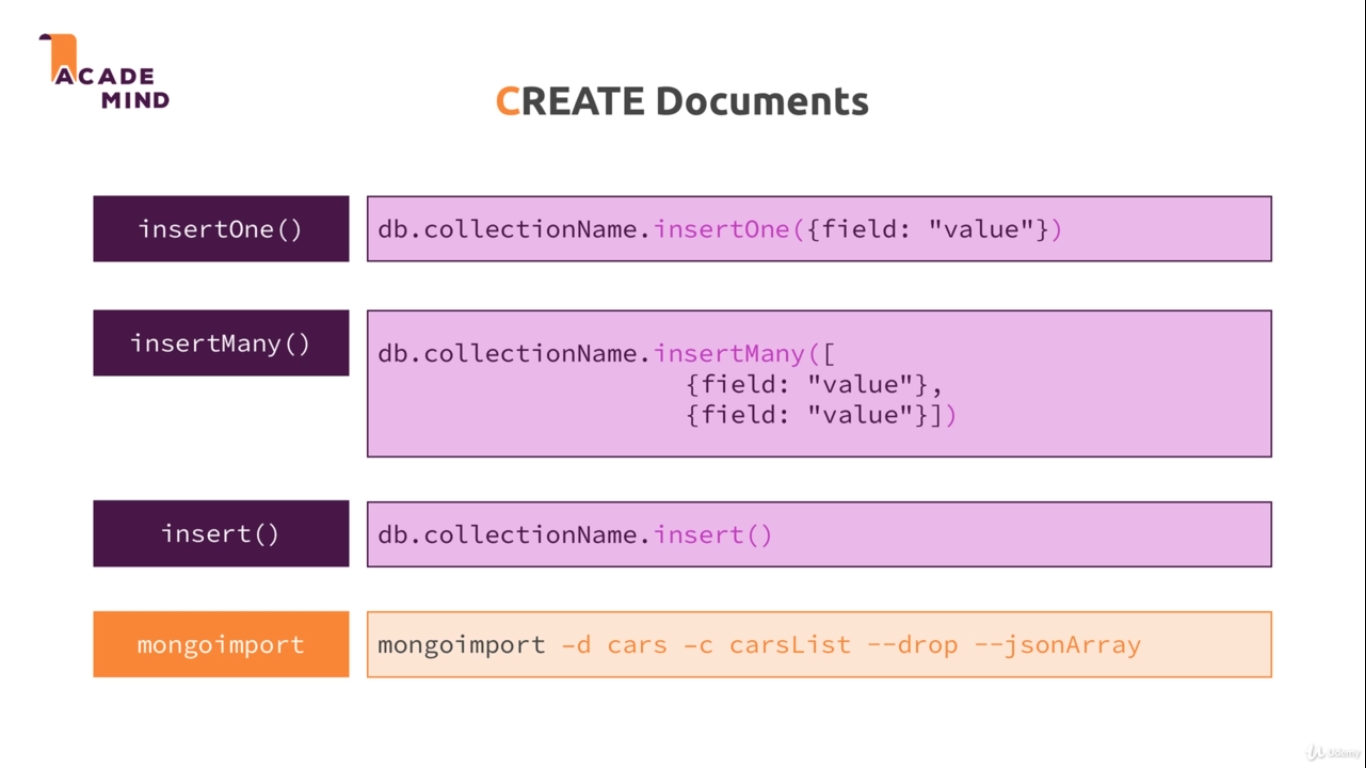 ACADE
MIND
CREATE Documents
insertOne()
db.collectionName.insertOne({field: "value"})
insertMany()
db.collectionName.insertMany([
{field: "value"},
{field: "value"}])
insert()
db.collectionName.insert()
mongoimport
mongoimport –d cars –c carsList --drop --jsonArray
Udemy